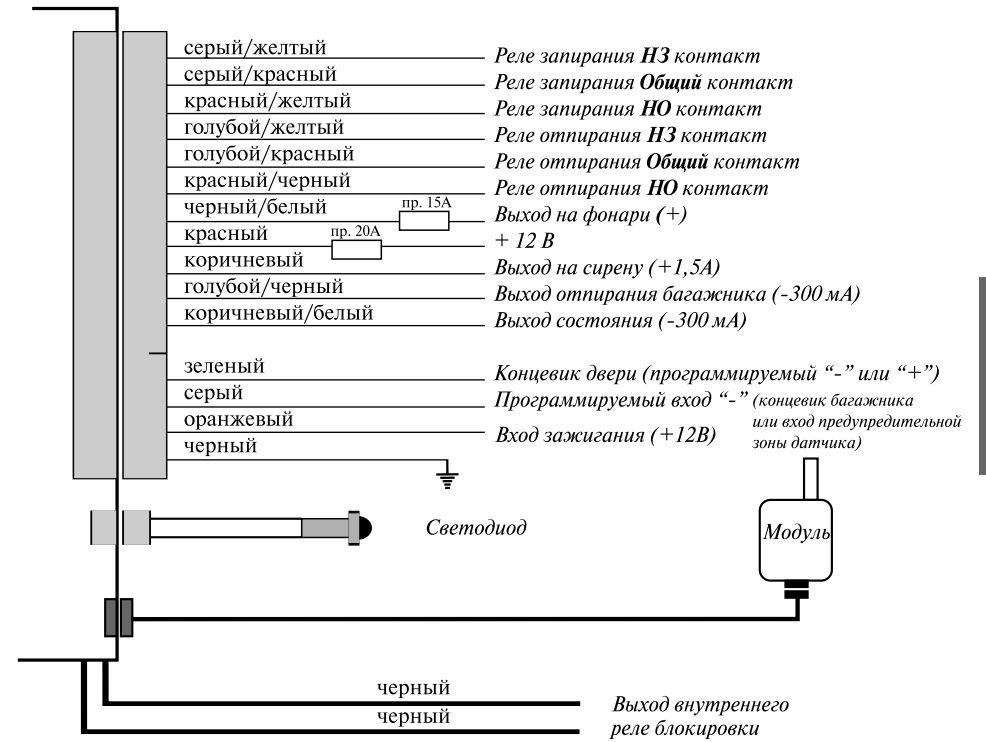 серый/желтый Реле запирания НЗ контакт
серый/красный Реле запирания Общий контакт
красный/желтый Реле запирания НО контакт
голубой/желтый Реле отпирания НЗ контакт
голубой/красный Реле отпирания Общий контакт
красный/черный Реле отпирания НО контакт
черный/белый пр. 15А Выход на фонари (+)
красный пр. 20А + 12 В
коричневый Выход на сирену (+1,5А)
голубой/черный Выход отпирания багажника (-300 мА)
коричневый/белый Выход состояния (-300 мА)
зеленый Концевик двери (программируемый “-” или “+”)
серый Программируемый вход “-” (концевик багажника
или вход предупредительной
зоны датчика)
оранжевый Вход зажигания (+12В)
черный
Светодиод
Модуль
черный
черный
Выход внутреннего
реле блокировки